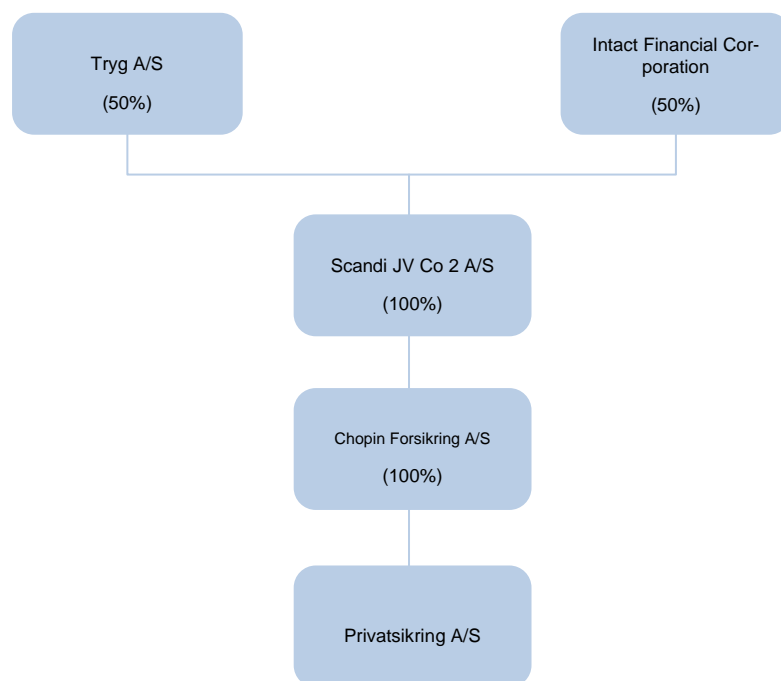 Tryg A/S
(50%)
Intact Financial Cor-
poration
(50%)
Scandi JV Co 2 A/S
(100%)
Chopin Forsikring A/S
(100%)
Privatsikring A/S